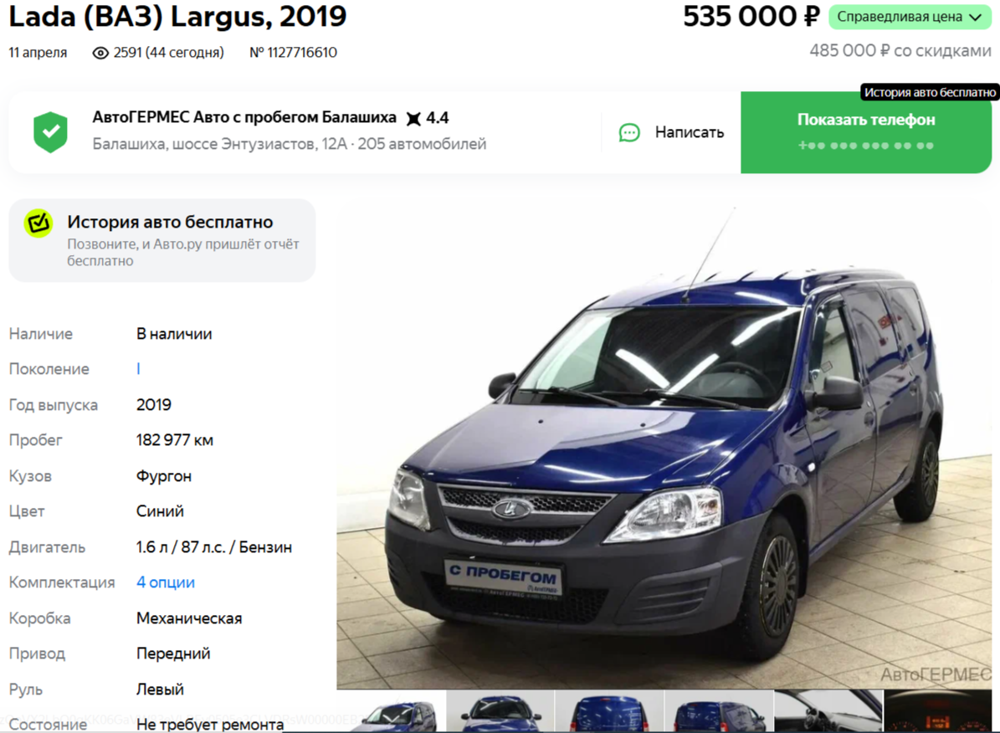 Lada (ВАЗ) Largus, 2019
535 000 ₽ Справедливая цена
11 апреля 2591 (44 сегодня) № 1127716610
485 000 ₽ со скидками
История авто бесплатно
АвтоГЕРМЕС Авто с пробегом Балашиха 4.4
Балашиха, шоссе Энтузиастов, 12А · 205 автомобилей
Написать
Показать телефон
+•• ••• ••• •• ••
История авто бесплатно
Позвоните, и Авто.ру пришлёт отчёт
бесплатно
Наличие В наличии
Поколение I
Год выпуска 2019
Пробег 182 977 км
Кузов Фургон
Цвет Синий
Двигатель 1.6 л / 87 л.с. / Бензин
Комплектация 4 опции
Коробка Механическая
Привод Передний
Руль Левый
Состояние Не требует ремонта
С ПРОБЕГОМ
АвтоГЕРМЕС